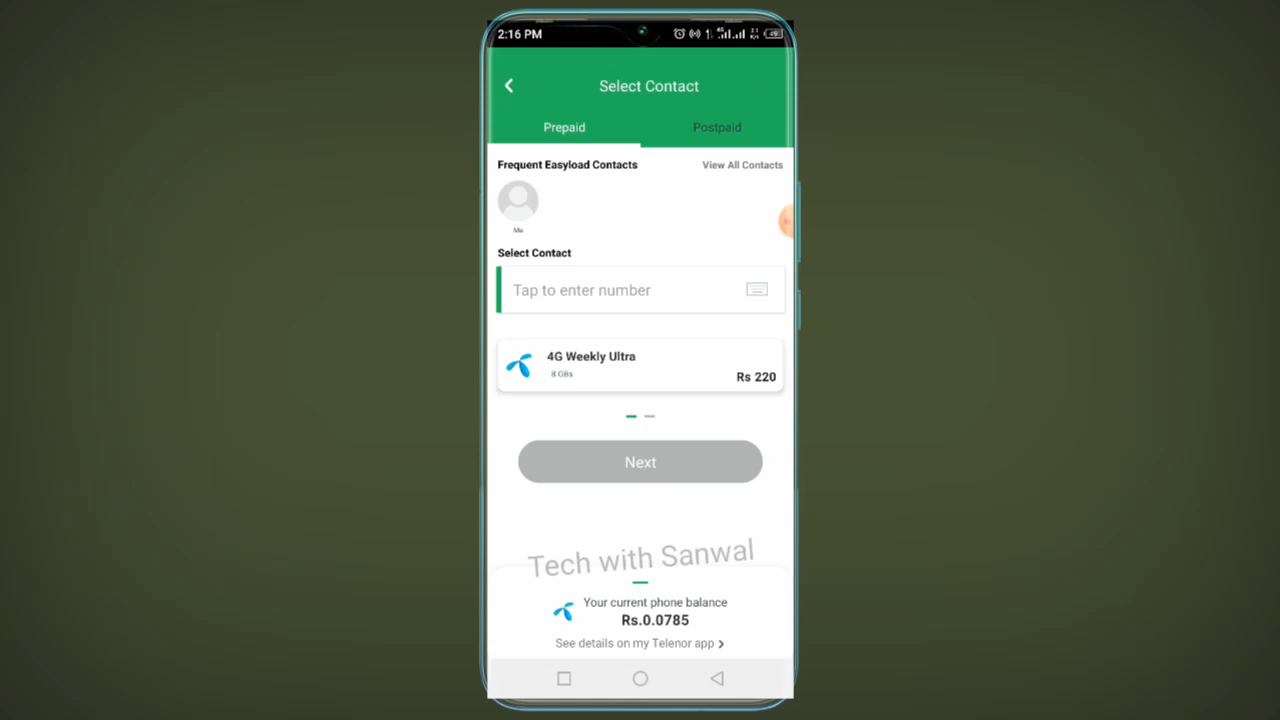 2:16 PM
49
Select Contact
Prepaid
Postpaid
Frequent Easyload Contacts
View All Contacts
Me
Select Contact
Tap to enter number
4G Weekly Ultra
8 GBs
Rs 220
Next
Tech with Sanwal
Your current phone balance
Rs.0.0785
See details on my Telenor app